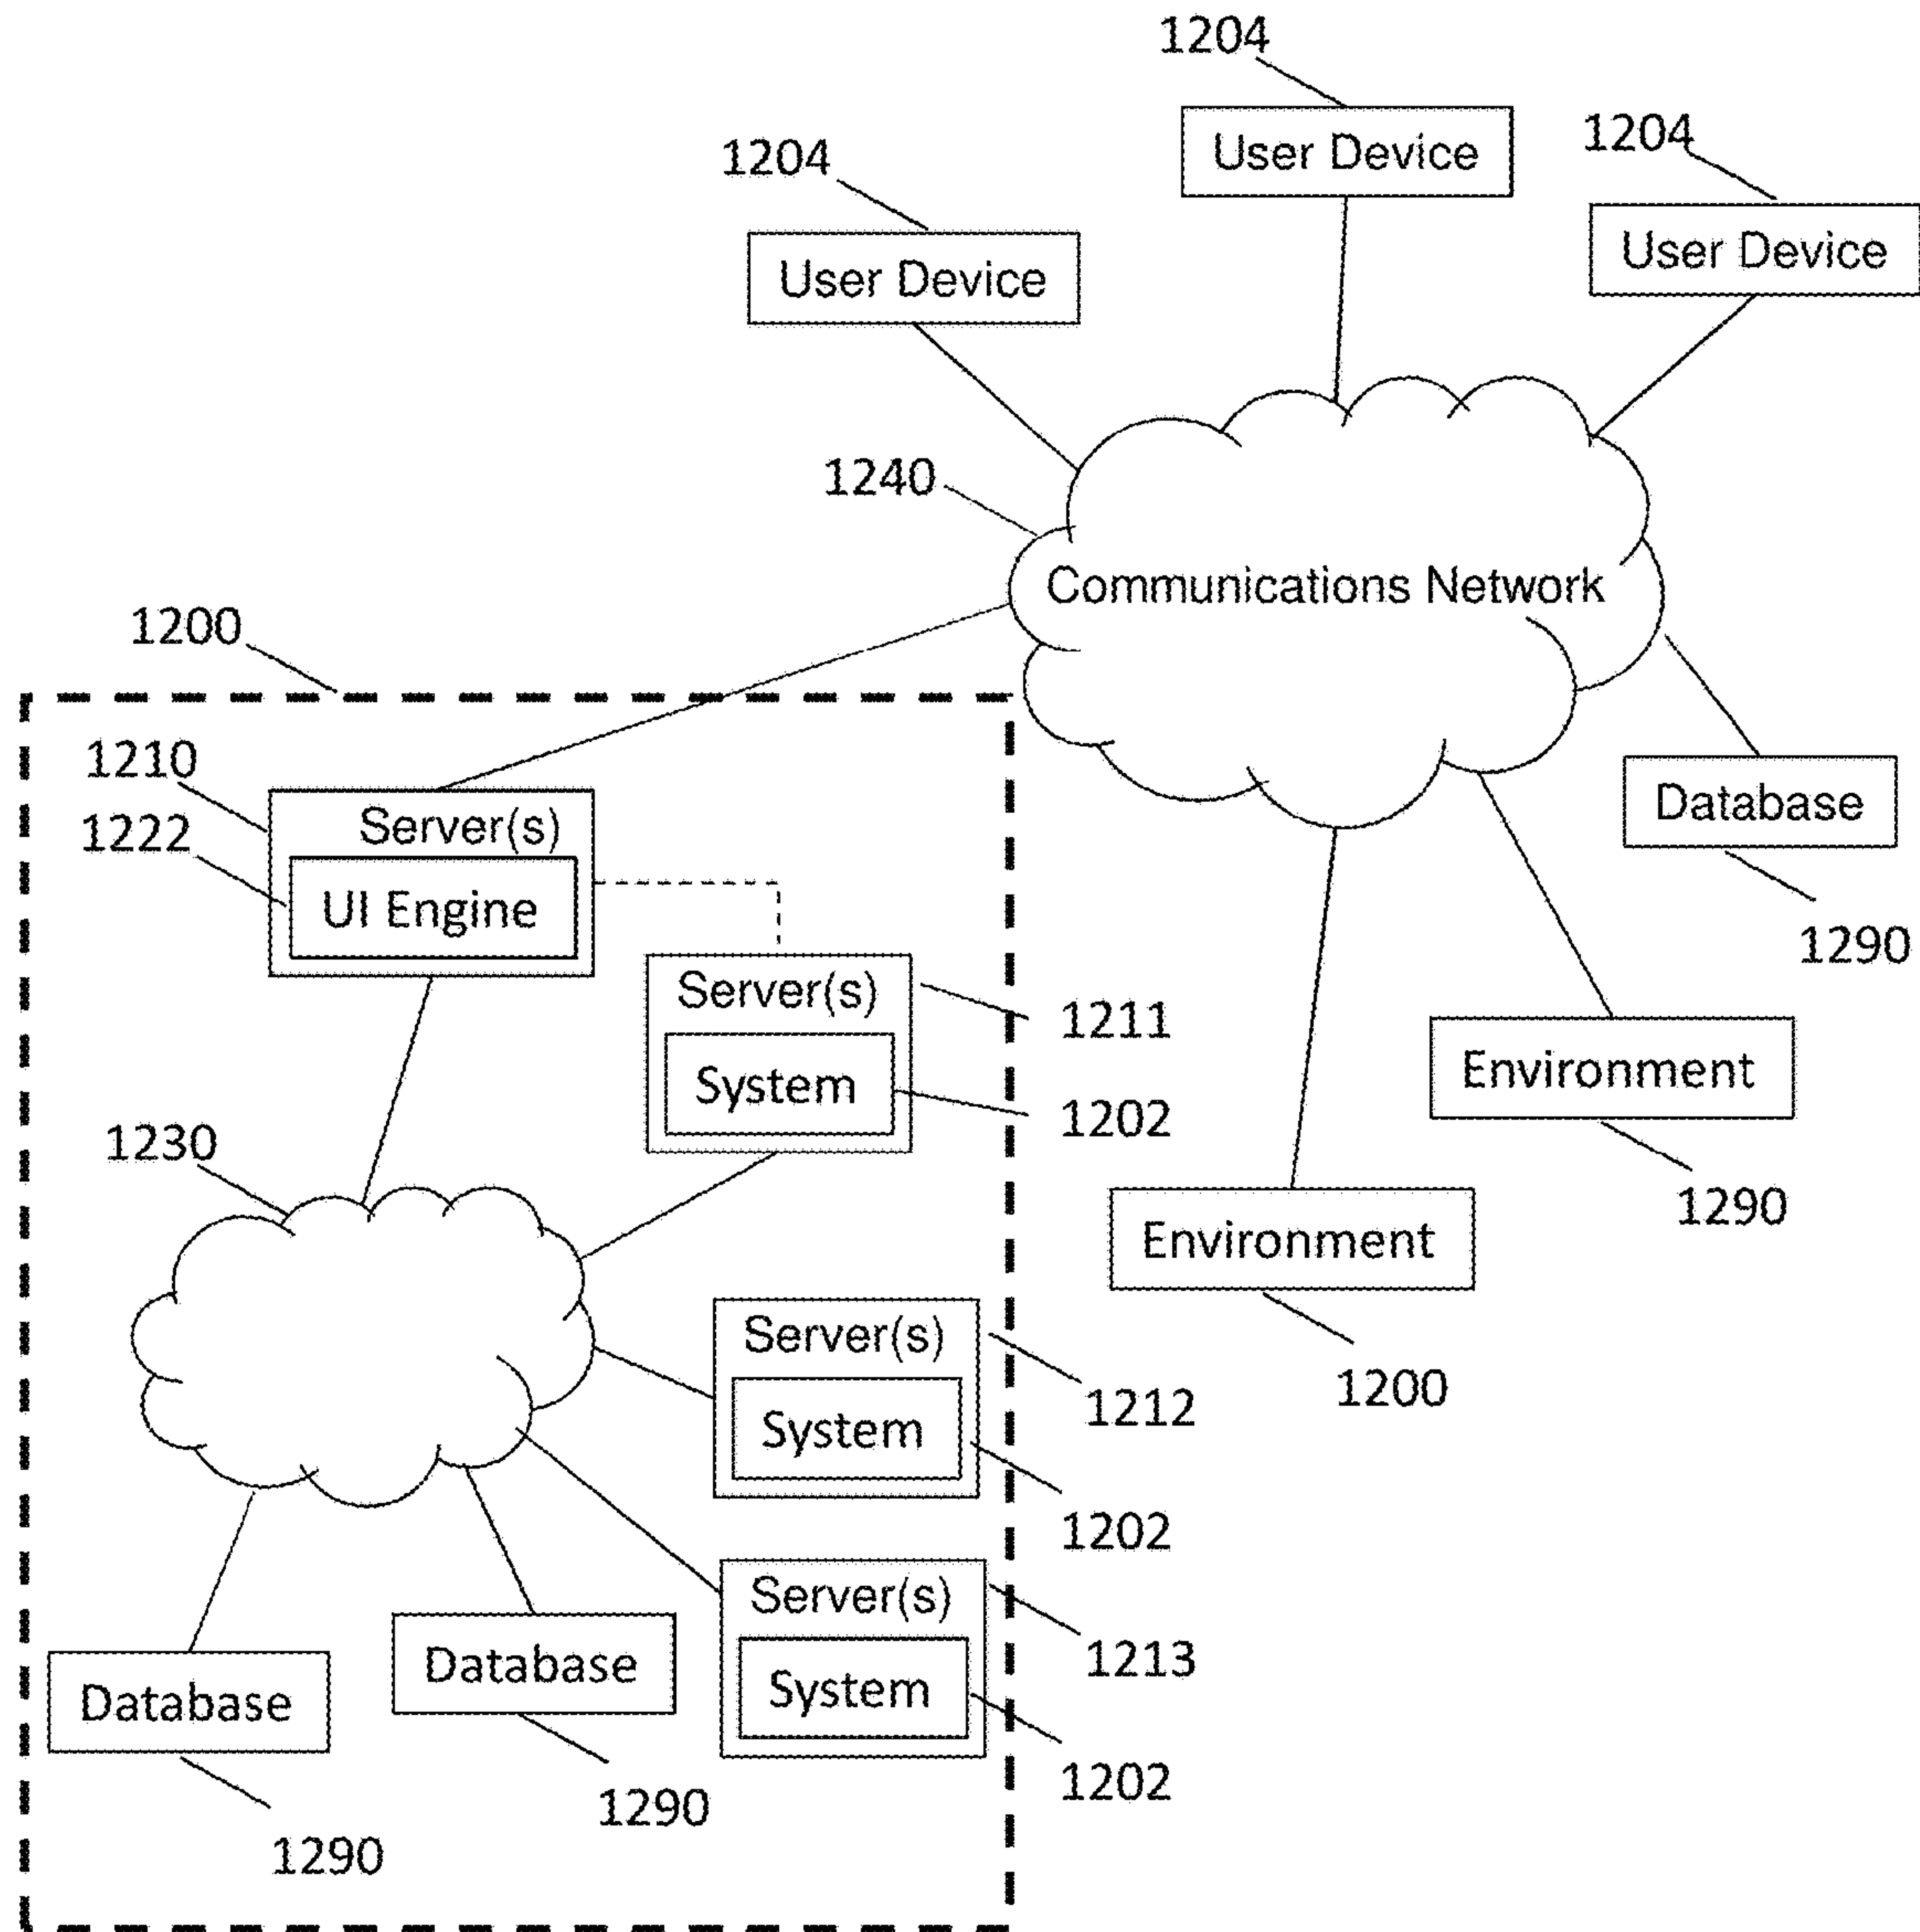 1204
User Device
1204
User Device
1204
User Device
1240
Communications Network
1200
1210
Server(s)
1222
UI Engine
Database
1290
Server(s)
1211
System
1202
Environment
1290
1230
Environment
1200
Server(s)
1212
System
1202
Server(s)
1213
System
1202
Database
1290
Database
1290